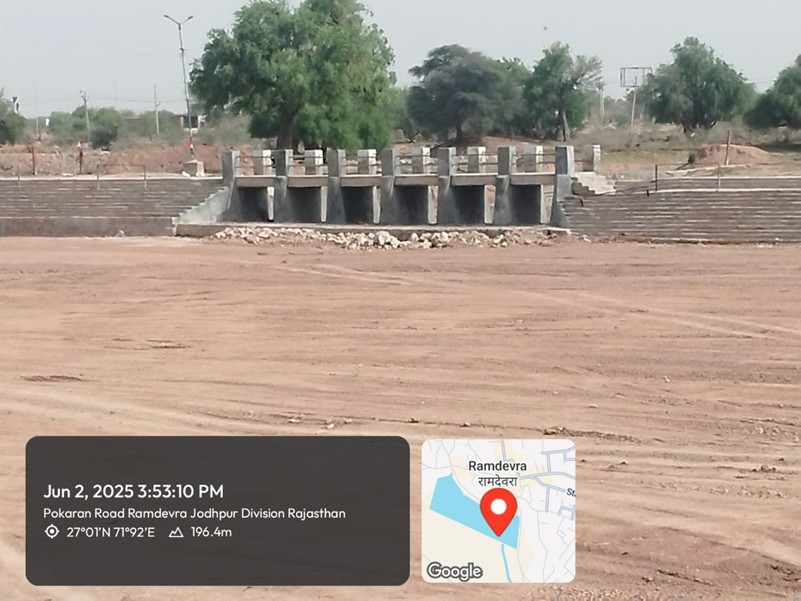 Jun 2, 2025 3:53:10 PM
Pokaran Road Ramdevra Jodhpur Division Rajasthan
27°01'N 71°92'E 196.4m
Ramdevra
रामदेवरा
St
Google